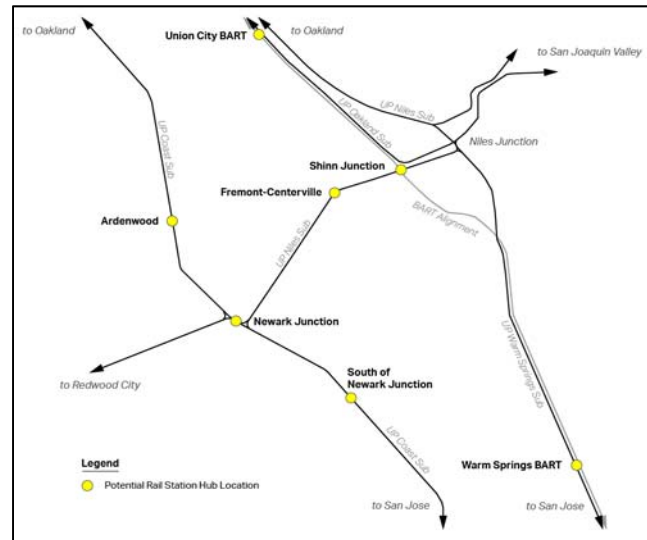 to Oakland
Union City BART
to Oakland
to San Joaquin Valley
UP Coast Sub
UP Oakland Sub
UP Niles Sub
Niles Junction
Shinn Junction
Fremont-Centerville
Ardenwood
BART Alignment
UP Niles Sub
Newark Junction
to Redwood City
South of
Newark Junction
UP Warm Springs Sub
UP Coast Sub
Legend
Potential Rail Station Hub Location
Warm Springs BART
to San Jose
to San Jose